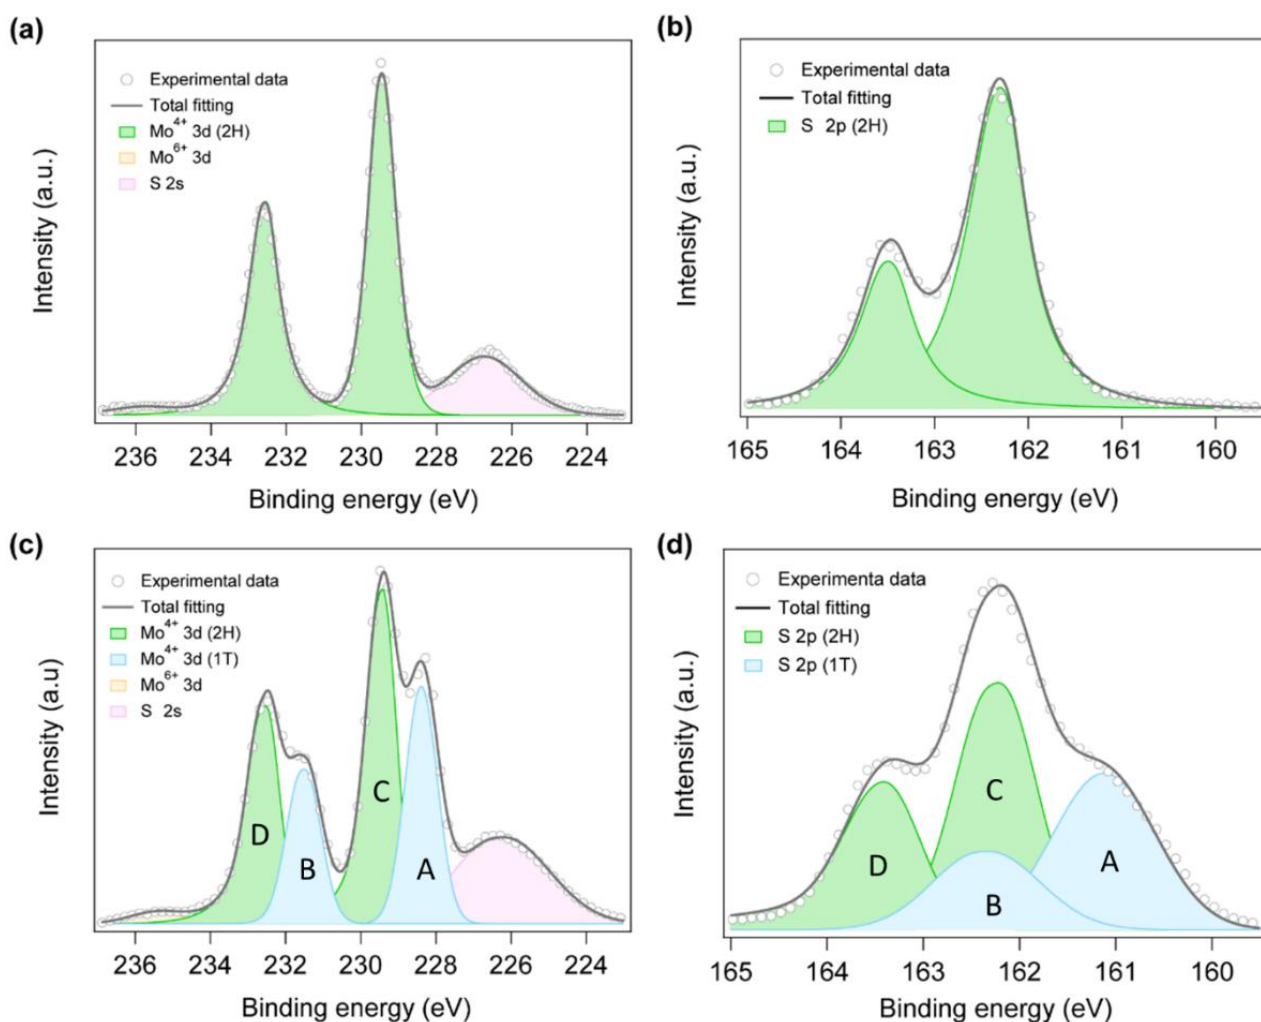 (a)
Experimental data
Total fitting
Mo⁴⁺ 3d (2H)
Mo⁶⁺ 3d
S 2s
Intensity (a.u.)
236 234 232 230 228 226 224
Binding energy (eV)
(b)
Experimental data
Total fitting
S 2p (2H)
Intensity (a.u.)
165 164 163 162 161 160
Binding energy (eV)
(c)
Experimental data
Total fitting
Mo⁴⁺ 3d (2H)
Mo⁴⁺ 3d (1T)
Mo⁶⁺ 3d
S 2s
D B C A
Intensity (a.u)
236 234 232 230 228 226 224
Binding energy (eV)
(d)
Experimenta data
Total fitting
S 2p (2H)
S 2p (1T)
D C B A
Intensity (a.u.)
165 164 163 162 161 160
Binding energy (eV)